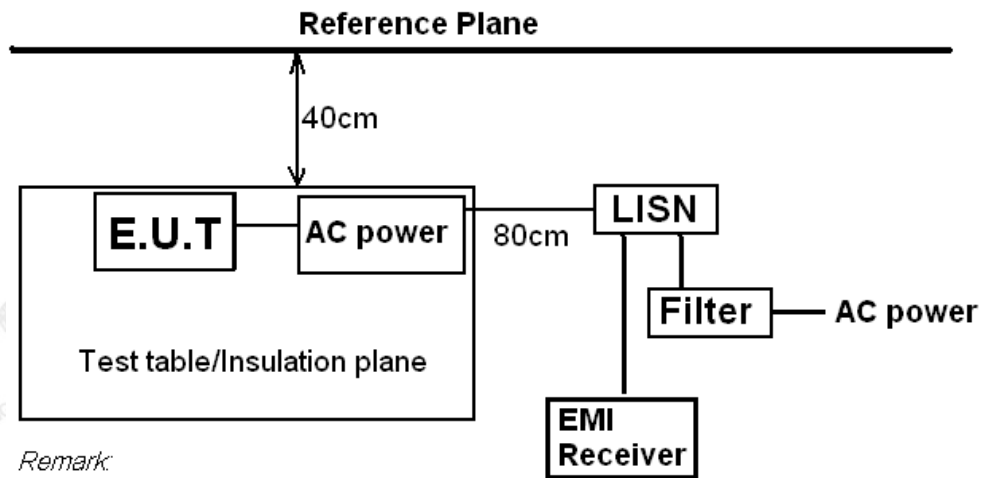 Reference Plane
40cm
E.U.T
AC power
80cm
LISN
Filter
AC power
Test table/Insulation plane
EMI
Receiver
Remark: